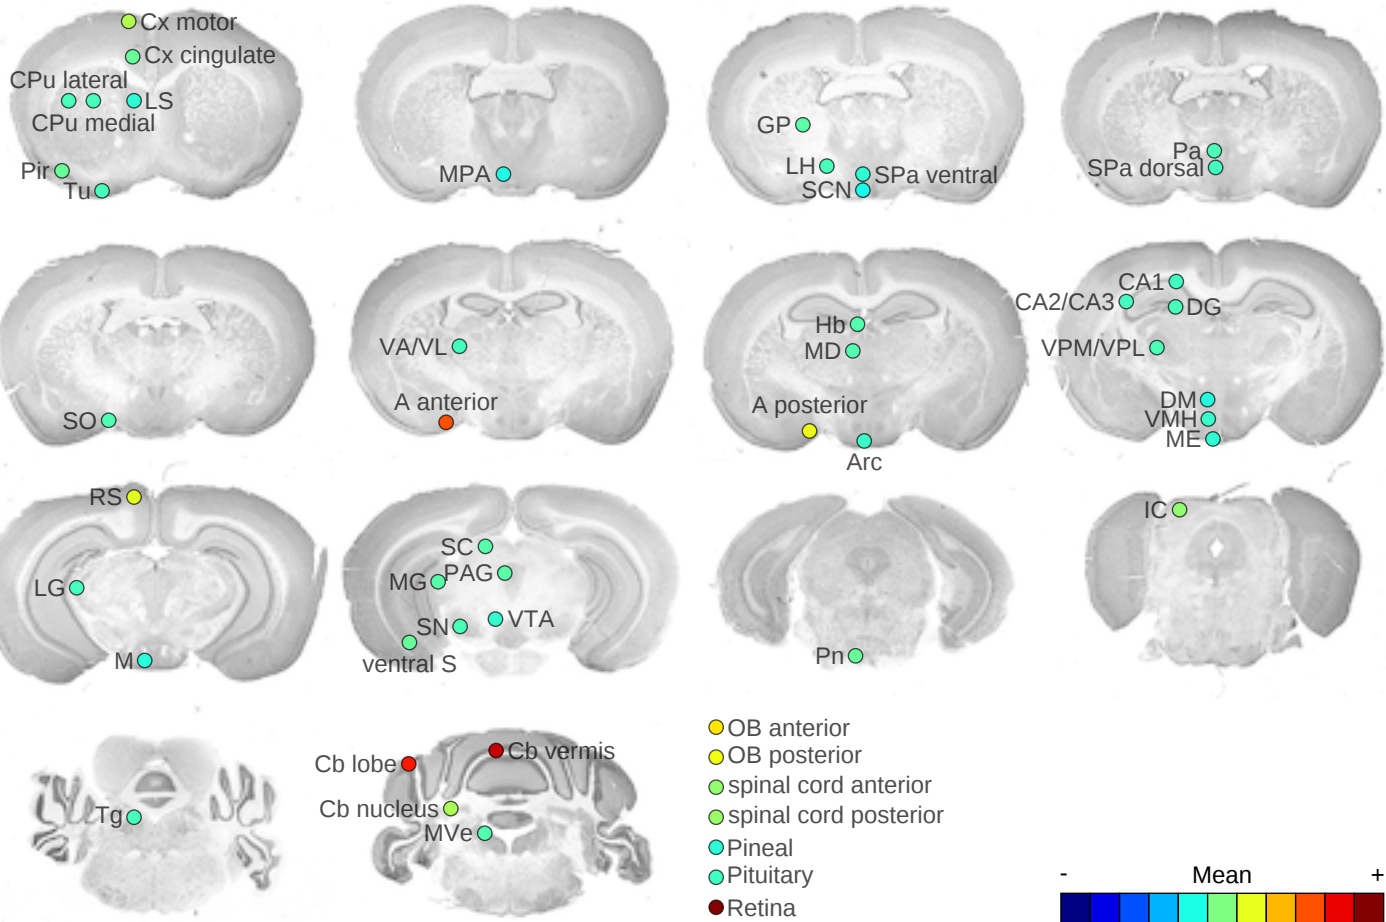 Cx motor
Cx cingulate
CPu lateral
LS
CPu medial
Pir
Tu
MPA
GP
LH
SPa ventral
SCN
Pa
SPa dorsal
SO
VA/VL
A anterior
Hb
MD
A posterior
Arc
CA1
CA2/CA3
DG
VPM/VPL
DM
VMH
ME
RS
LG
M
SC
MG
PAG
SN
VTA
ventral S
Pn
IC
Tg
Cb lobe
Cb vermis
Cb nucleus
MVe
OB anterior
OB posterior
spinal cord anterior
spinal cord posterior
Pineal
Pituitary
Retina
- Mean +